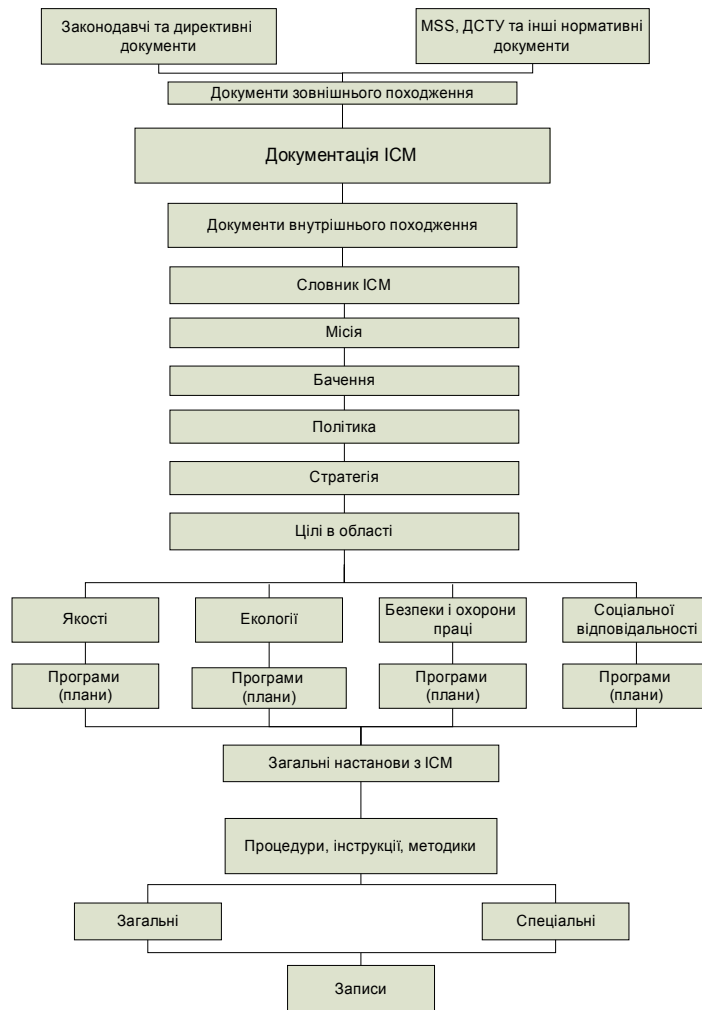 Законодавчі та директивні
документи
MSS, ДСТУ та інші нормативні
документи
Документи зовнішнього походження
Документація ІСМ
Документи внутрішнього походження
Словник ІСМ
Місія
Бачення
Політика
Стратегія
Цілі в області
Якості
Екології
Безпеки і охорони
праці
Соціальної
відповідальності
Програми
(плани)
Програми
(плани)
Програми
(плани)
Програми
(плани)
Загальні настанови з ІСМ
Процедури, інструкції, методики
Загальні
Спеціальні
Записи